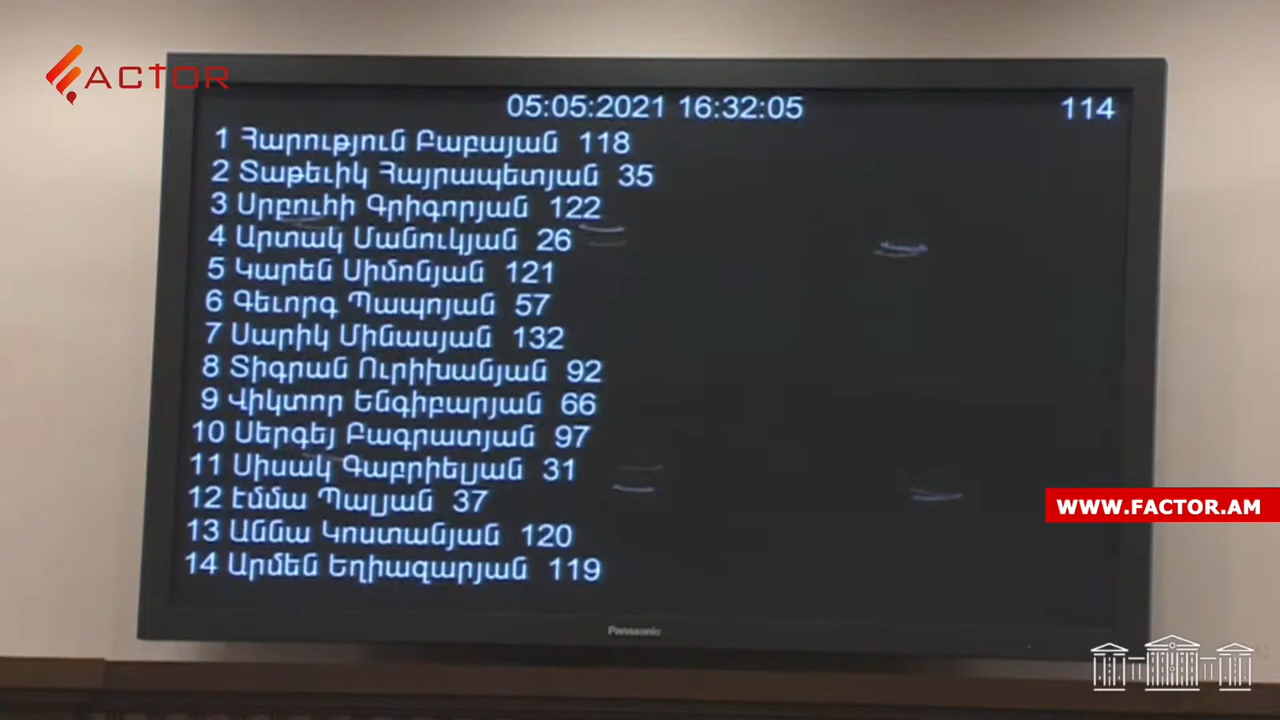 FACTOR
05:05:2021 16:32:05 114
1 Հարություն Բաբայան 118
2 Տաթեւիկ Հայրապետյան 35
3 Սրբուհի Գրիգորյան 122
4 Արտակ Մանուկյան 26
5 Կարեն Սիմոնյան 121
6 Գեւորգ Պապոյան 57
7 Սարիկ Մինասյան 132
8 Տիգրան Ուրիխանյան 92
9 Վիկտոր Ենգիբարյան 66
10 Սերգեյ Բագրատյան 97
11 Սիսակ Գաբրիելյան 31
12 Էմմա Պալյան 37
13 Աննա Կոստանյան 120
14 Արմեն Եղիազարյան 119
WWW.FACTOR.AM
Panasonic